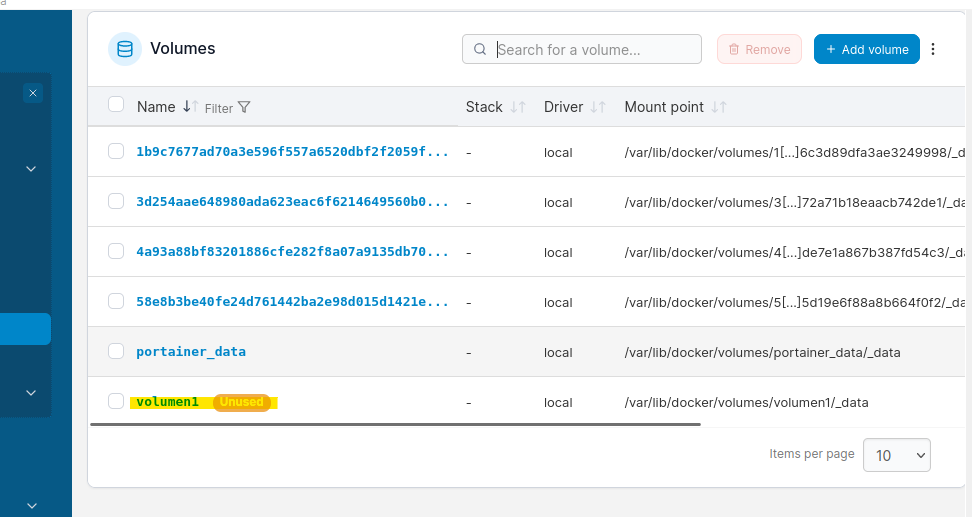 Volumes
Search for a volume...
Remove
+ Add volume
Name Filter Stack Driver Mount point
1b9c7677ad70a3e596f557a6520dbf2f2059f... - local /var/lib/docker/volumes/1[...]6c3d89dfa3ae3249998/_d
3d254aae648980ada623eac6f6214649560b0... - local /var/lib/docker/volumes/3[...]72a71b18eaacb742de1/_da
4a93a88bf83201886cfe282f8a07a9135db70... - local /var/lib/docker/volumes/4[...]de7e1a867b387fd54c3/_d
58e8b3be40fe24d761442ba2e98d015d1421e... - local /var/lib/docker/volumes/5[...]5d19e6f88a8b664f0f2/_da
portainer_data - local /var/lib/docker/volumes/portainer_data/_data
volumen1 Unused - local /var/lib/docker/volumes/volumen1/_data
Items per page 10